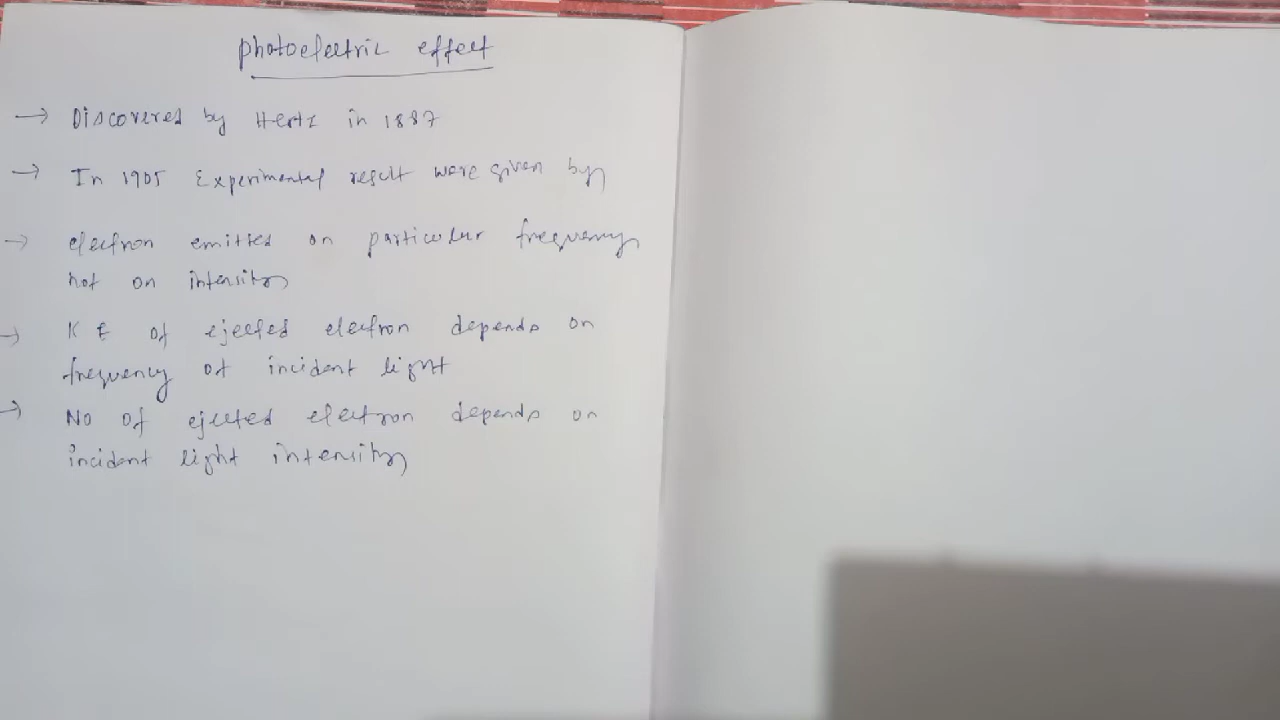 photoelectric effect
→ Discovered by Hertz in 1887
→ In 1905 Experimental result were given by
→ electron emitted on particular frequency
not on intensity
→ K E of ejected electron depends on
frequency of incident light
→ No of ejected electron depends on
incident light intensity